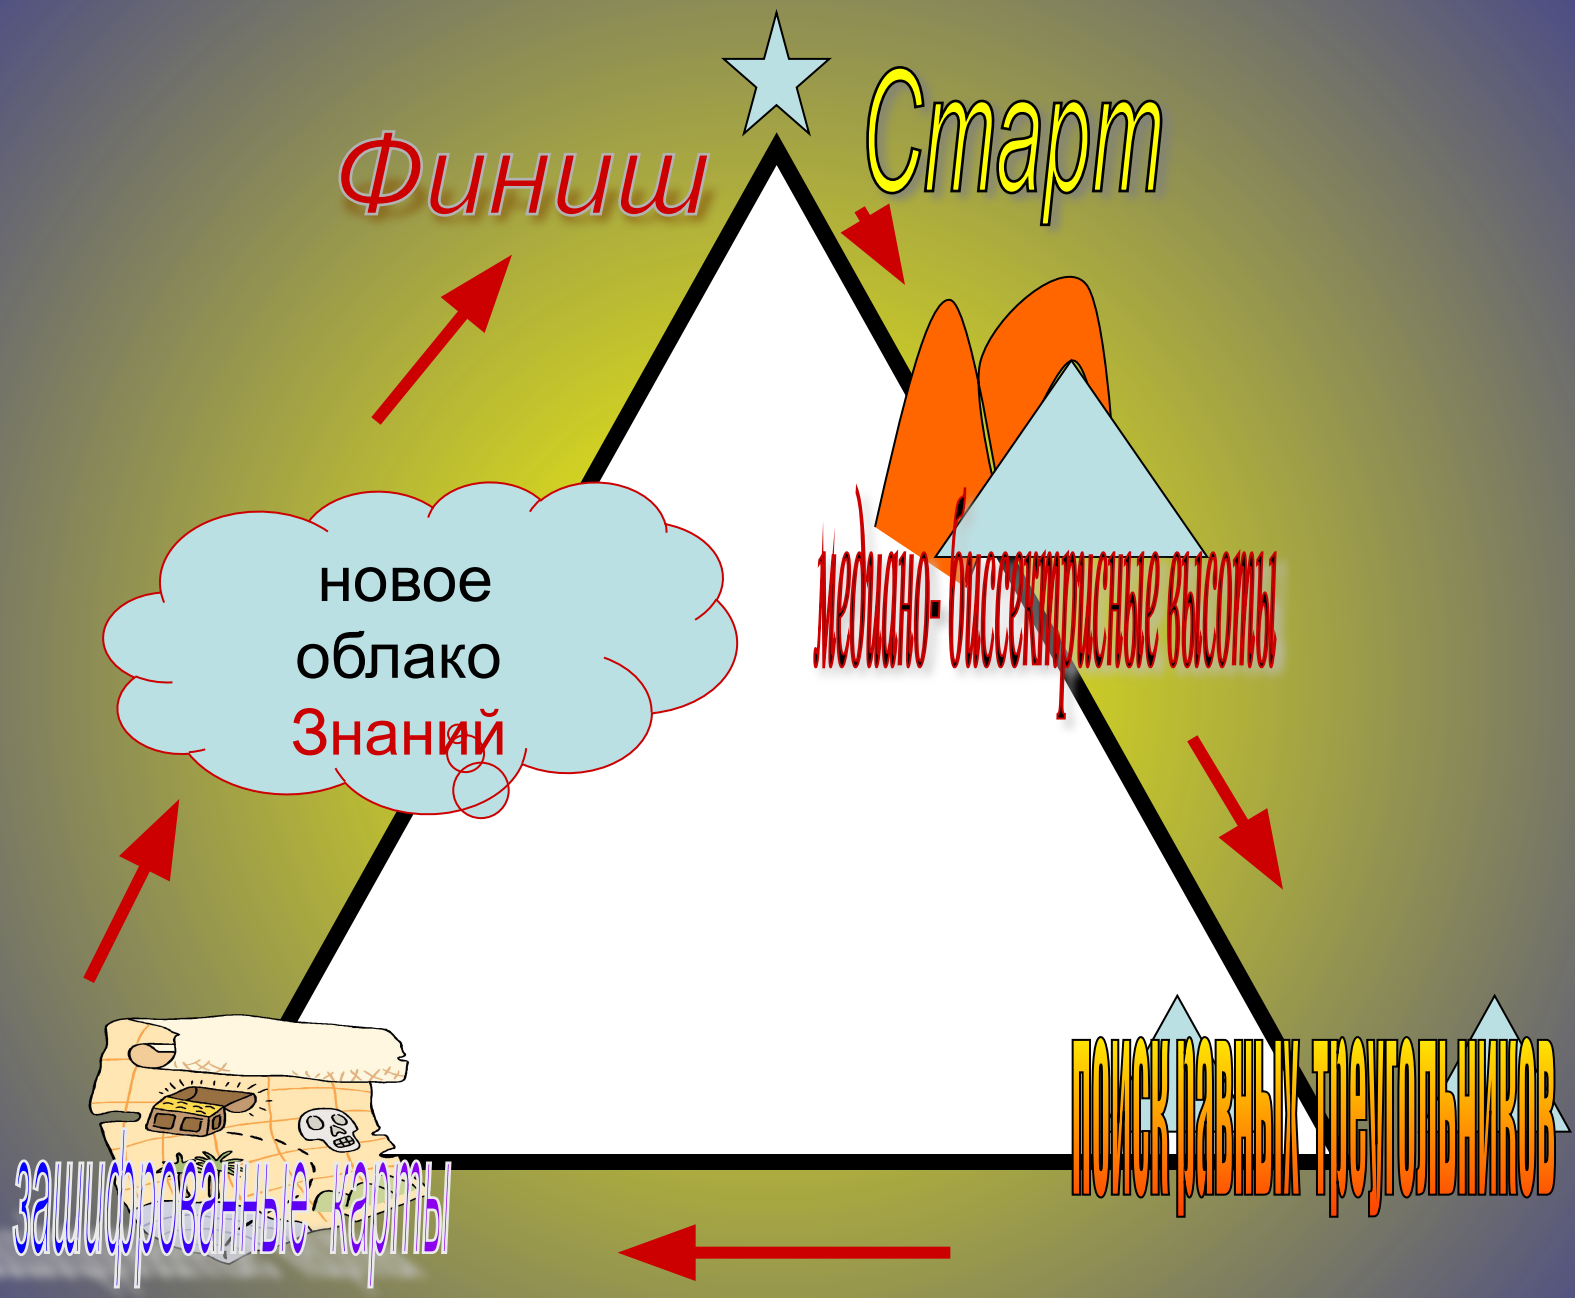 Старт
Финиш
медиано- биссектрисные высоты
новое
облако
Знаний
поиск равных треугольников
зашифрованные карты